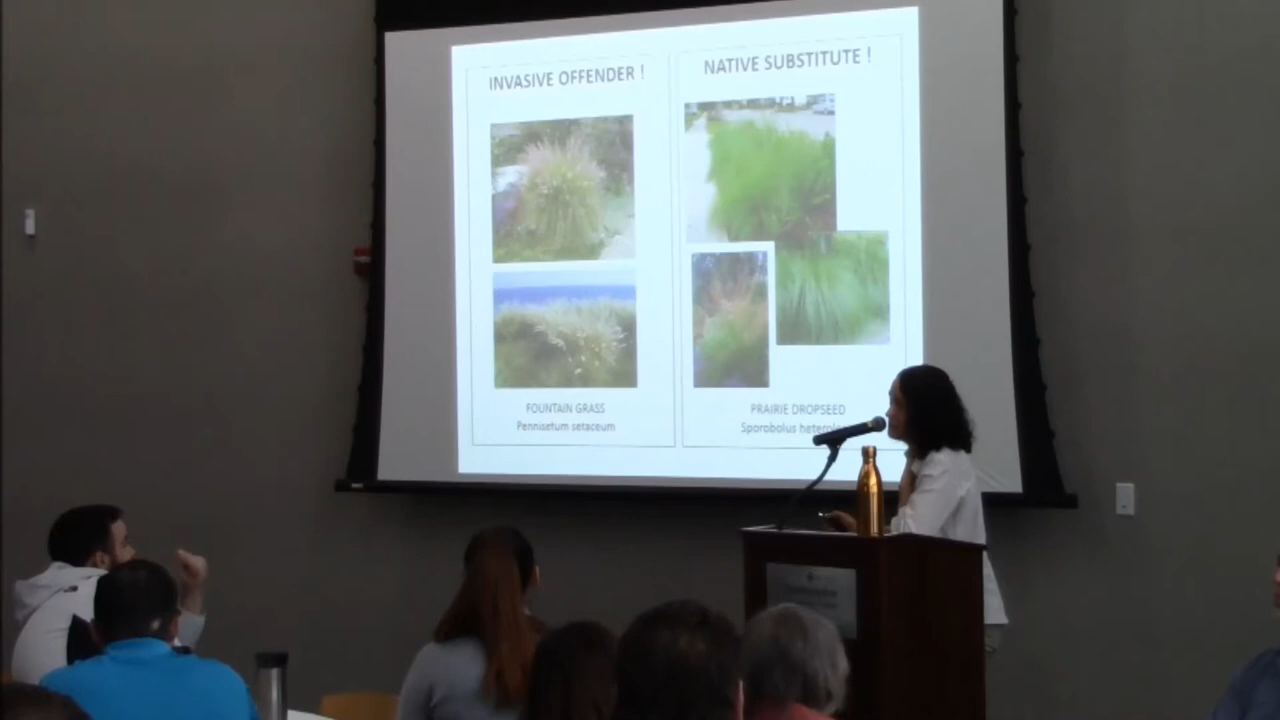 INVASIVE OFFENDER !
FOUNTAIN GRASS
Pennisetum setaceum
NATIVE SUBSTITUTE !
PRAIRIE DROPSEED
Sporobolus